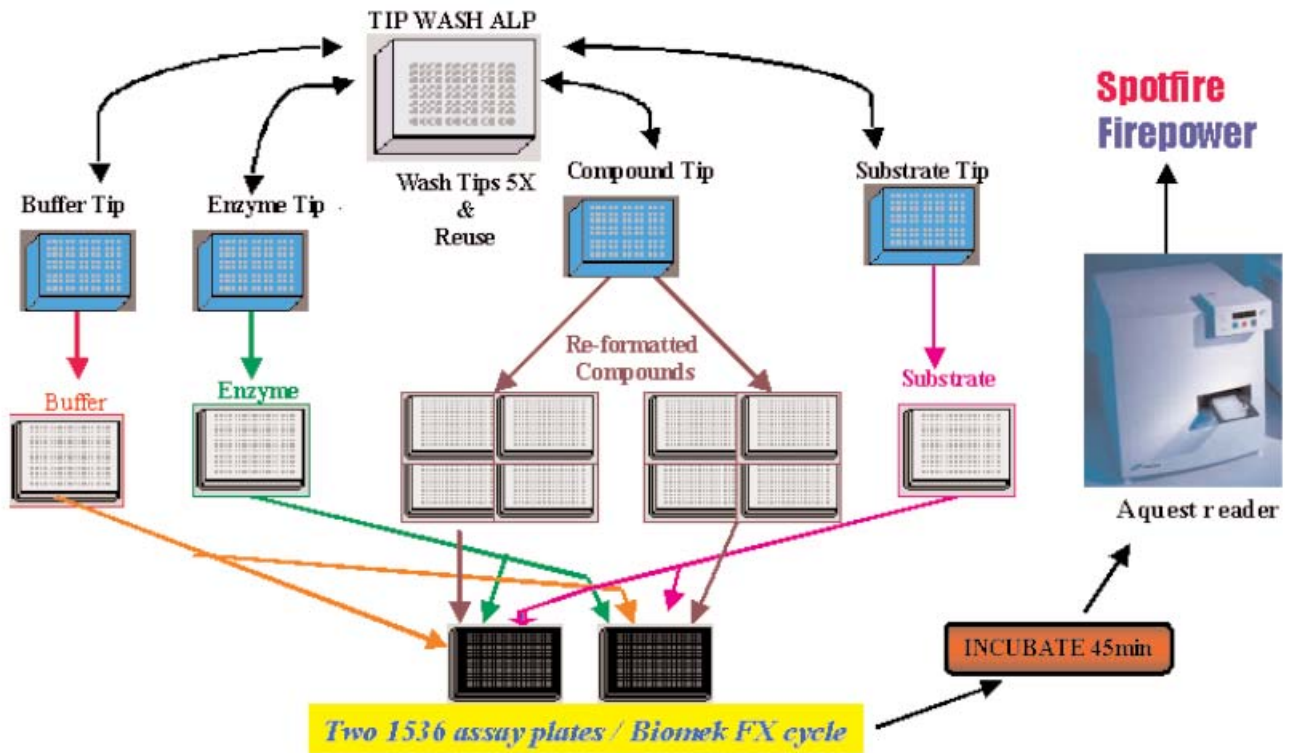 TIP WASH ALP
Spotfire
Firepower
Wash Tips 5X
&
Reuse
Compound Tip
Substrate Tip
Buffer Tip
Enzyme Tip
Re-formatted
Compounds
Buffer
Enzyme
Substrate
Aquest reader
INCUBATE 45min
Two 1536 assay plates / Biomek FX cycle